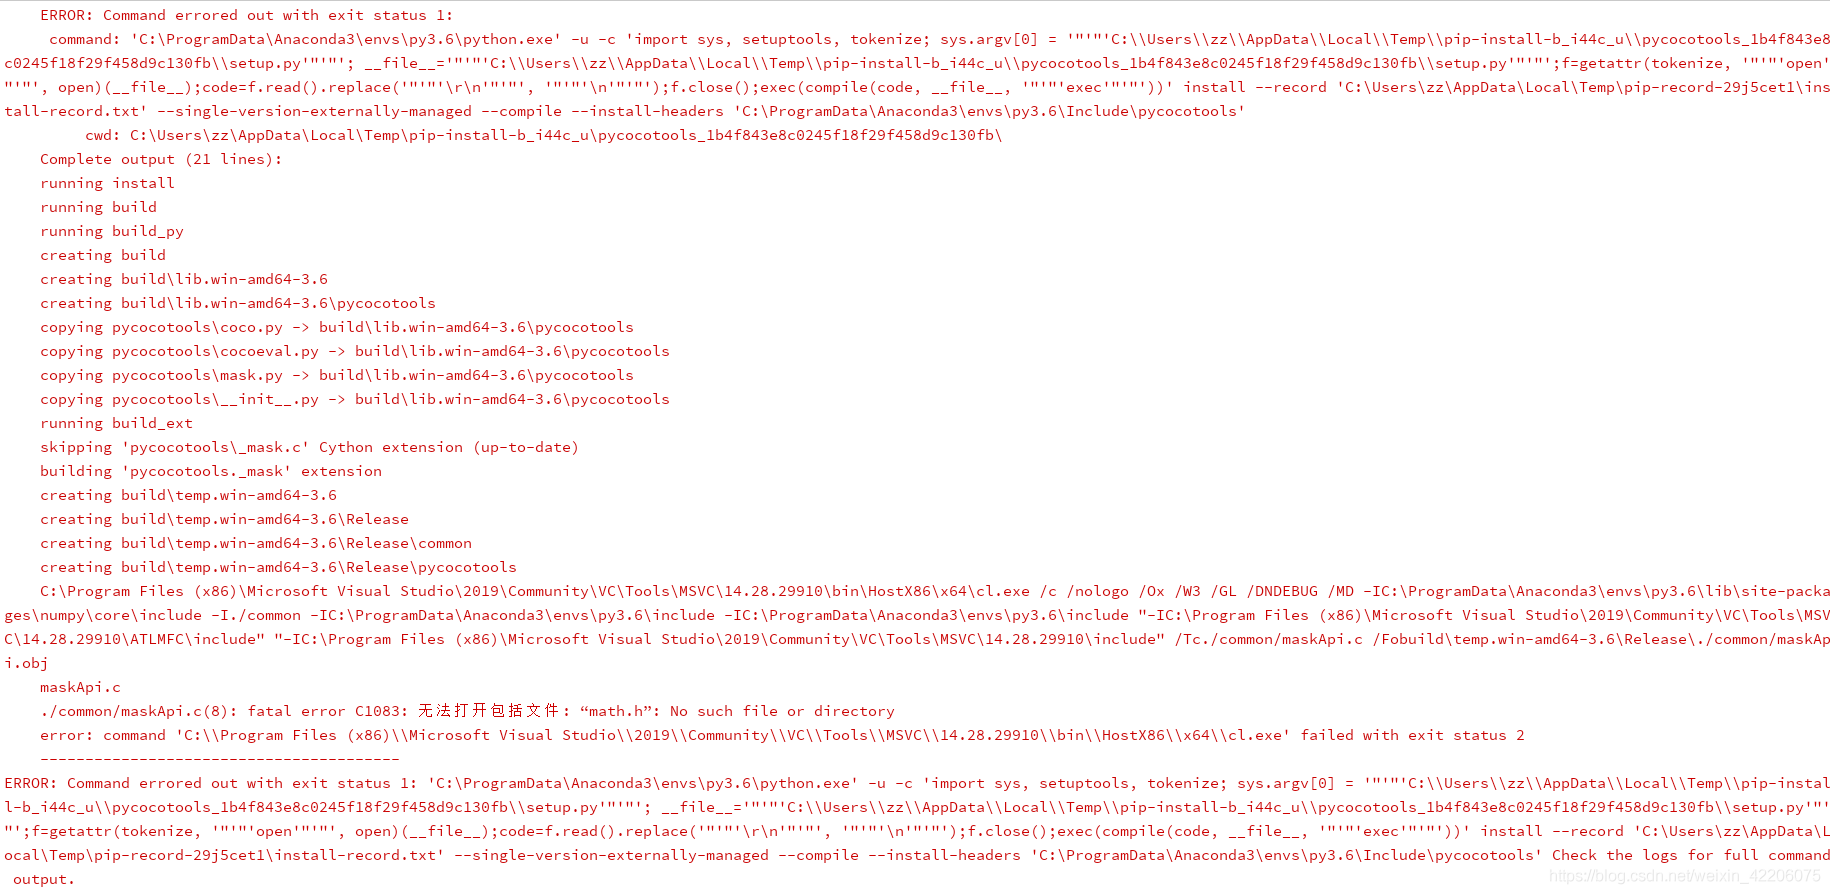 ERROR: Command errored out with exit status 1:
command: 'C:\ProgramData\Anaconda3\envs\py3.6\python.exe' -u -c 'import sys, setuptools, tokenize; sys.argv[0] = '"'"'C:\\Users\\zz\\AppData\\Local\\Temp\\pip-install-b_i44c_u\\pycocotools_1b4f843e8
c0245f18f29f458d9c130fb\\setup.py'"'"'; __file__='"'"'C:\\Users\\zz\\AppData\\Local\\Temp\\pip-install-b_i44c_u\\pycocotools_1b4f843e8c0245f18f29f458d9c130fb\\setup.py'"'"';f=getattr(tokenize, '"'"'open'
"'"', open)(__file__);code=f.read().replace('"'"'\r\n'"'"', '"'"'\n'"'"');f.close();exec(compile(code, __file__, '"'"'exec'"'"'))' install --record 'C:\Users\zz\AppData\Local\Temp\pip-record-29j5cet1\ins
tall-record.txt' --single-version-externally-managed --compile --install-headers 'C:\ProgramData\Anaconda3\envs\py3.6\Include\pycocotools'
cwd: C:\Users\zz\AppData\Local\Temp\pip-install-b_i44c_u\pycocotools_1b4f843e8c0245f18f29f458d9c130fb\
Complete output (21 lines):
running install
running build
running build_py
creating build
creating build\lib.win-amd64-3.6
creating build\lib.win-amd64-3.6\pycocotools
copying pycocotools\coco.py -> build\lib.win-amd64-3.6\pycocotools
copying pycocotools\cocoeval.py -> build\lib.win-amd64-3.6\pycocotools
copying pycocotools\mask.py -> build\lib.win-amd64-3.6\pycocotools
copying pycocotools\__init__.py -> build\lib.win-amd64-3.6\pycocotools
running build_ext
skipping 'pycocotools\_mask.c' Cython extension (up-to-date)
building 'pycocotools._mask' extension
creating build\temp.win-amd64-3.6
creating build\temp.win-amd64-3.6\Release
creating build\temp.win-amd64-3.6\Release\common
creating build\temp.win-amd64-3.6\Release\pycocotools
C:\Program Files (x86)\Microsoft Visual Studio\2019\Community\VC\Tools\MSVC\14.28.29910\bin\HostX86\x64\cl.exe /c /nologo /Ox /W3 /GL /DNDEBUG /MD -IC:\ProgramData\Anaconda3\envs\py3.6\lib\site-packa
ges\numpy\core\include -I./common -IC:\ProgramData\Anaconda3\envs\py3.6\include -IC:\ProgramData\Anaconda3\envs\py3.6\include "-IC:\Program Files (x86)\Microsoft Visual Studio\2019\Community\VC\Tools\MSV
C\14.28.29910\ATLMFC\include" "-IC:\Program Files (x86)\Microsoft Visual Studio\2019\Community\VC\Tools\MSVC\14.28.29910\include" /Tc./common/maskApi.c /Fobuild\temp.win-amd64-3.6\Release\./common/maskAp
i.obj
maskApi.c
./common/maskApi.c(8): fatal error C1083: 无法打开包括文件: “math.h”: No such file or directory
error: command 'C:\\Program Files (x86)\\Microsoft Visual Studio\\2019\\Community\\VC\\Tools\\MSVC\\14.28.29910\\bin\\HostX86\\x64\\cl.exe' failed with exit status 2
----------------------------------------
ERROR: Command errored out with exit status 1: 'C:\ProgramData\Anaconda3\envs\py3.6\python.exe' -u -c 'import sys, setuptools, tokenize; sys.argv[0] = '"'"'C:\\Users\\zz\\AppData\\Local\\Temp\\pip-instal
l-b_i44c_u\\pycocotools_1b4f843e8c0245f18f29f458d9c130fb\\setup.py'"'"'; __file__='"'"'C:\\Users\\zz\\AppData\\Local\\Temp\\pip-install-b_i44c_u\\pycocotools_1b4f843e8c0245f18f29f458d9c130fb\\setup.py'"'
"';f=getattr(tokenize, '"'"'open'"'"', open)(__file__);code=f.read().replace('"'"'\r\n'"'"', '"'"'\n'"'"');f.close();exec(compile(code, __file__, '"'"'exec'"'"'))' install --record 'C:\Users\zz\AppData\L
ocal\Temp\pip-record-29j5cet1\install-record.txt' --single-version-externally-managed --compile --install-headers 'C:\ProgramData\Anaconda3\envs\py3.6\Include\pycocotools' Check the logs for full command
output.
https://blog.csdn.net/weixin_42206075